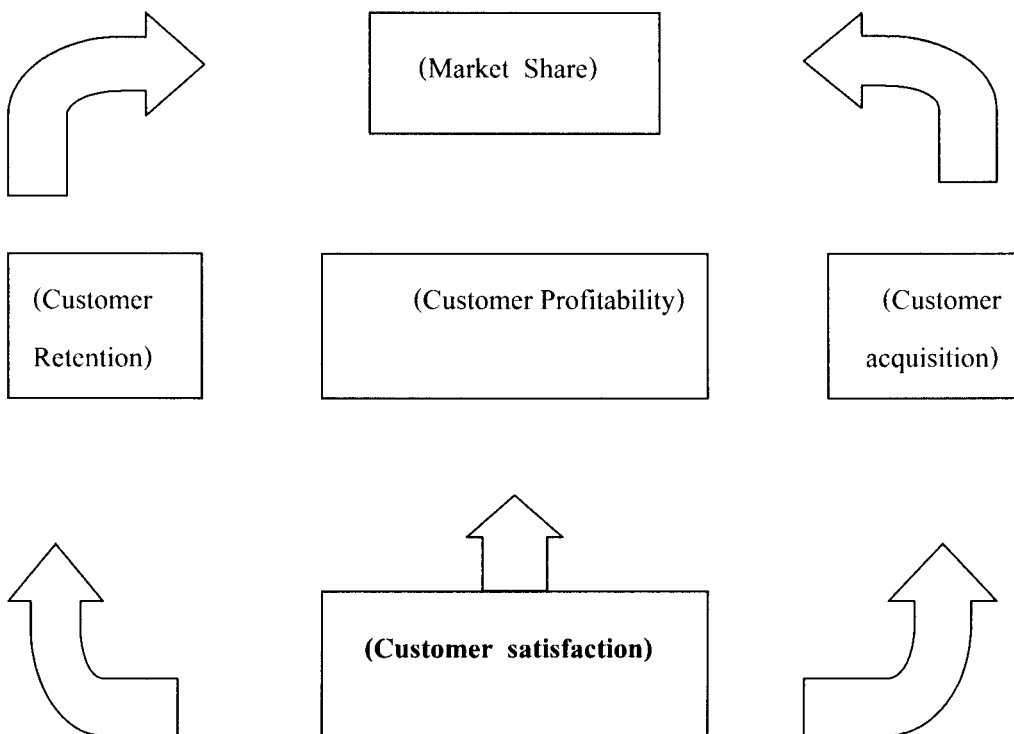 (Market Share)
(Customer
Retention)
(Customer Profitability)
(Customer
acquisition)
(Customer satisfaction)